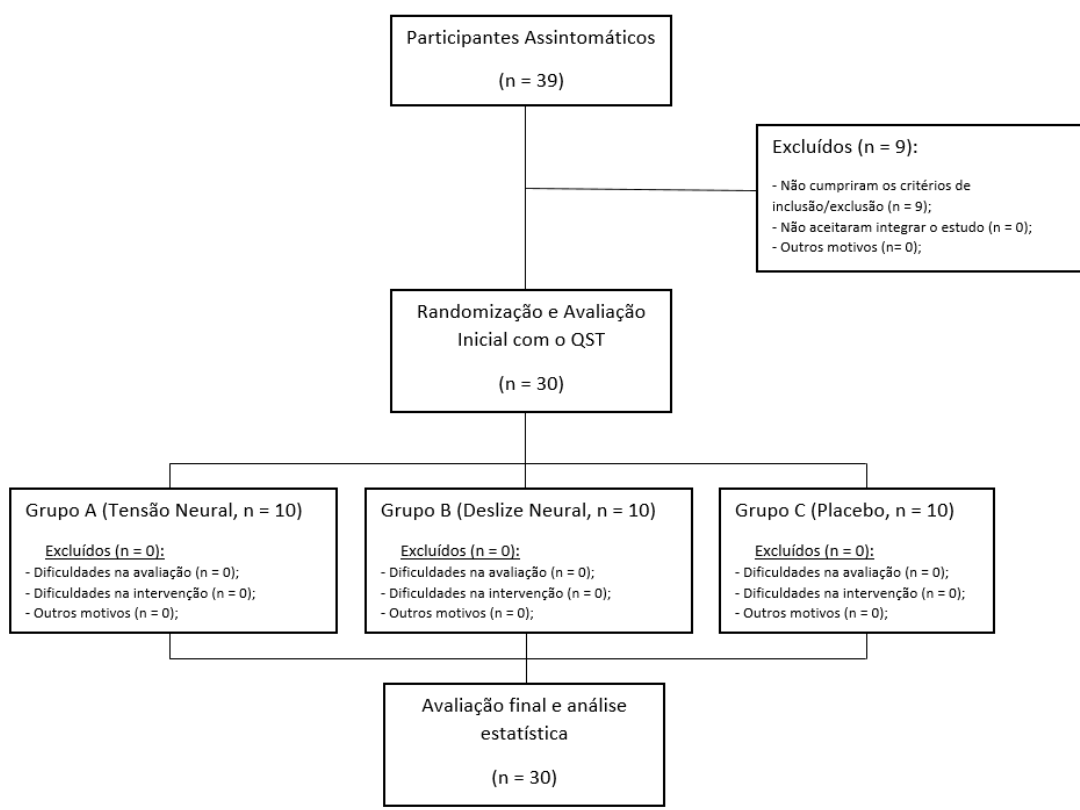 Participantes Assintomáticos
(n = 39)
Excluídos (n = 9):
- Não cumpriram os critérios de
inclusão/exclusão (n = 9);
- Não aceitaram integrar o estudo (n = 0);
- Outros motivos (n= 0);
Randomização e Avaliação
Inicial com o QST
(n = 30)
Grupo A (Tensão Neural, n = 10)
Excluídos (n = 0):
- Dificuldades na avaliação (n = 0);
- Dificuldades na intervenção (n = 0);
- Outros motivos (n = 0);
Grupo B (Deslize Neural, n = 10)
Excluídos (n = 0):
- Dificuldades na avaliação (n = 0);
- Dificuldades na intervenção (n = 0);
- Outros motivos (n = 0);
Grupo C (Placebo, n = 10)
Excluídos (n = 0):
- Dificuldades na avaliação (n = 0);
- Dificuldades na intervenção (n = 0);
- Outros motivos (n = 0);
Avaliação final e análise
estatística
(n = 30)